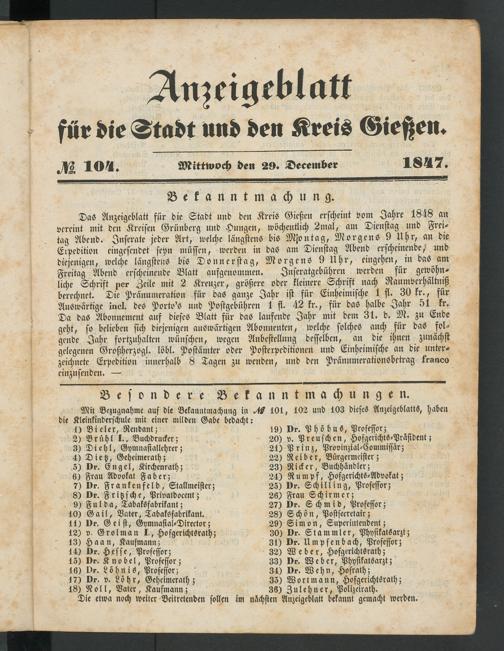 Anzeigeblatt
für die Stadt und den Kreis Gießen.
№ 104. Mittwoch den 29. December 1847.
Bekanntmachung.
Das Anzeigeblatt für die Stadt und den Kreis Gießen erscheint vom Jahre 1848 an
vereint mit den Kreisen Grünberg und Hungen, wöchentlich 2mal, am Dienstag und Frei-
tag Abend. Inserate jeder Art, welche längstens bis Montag, Morgens 9 Uhr, an die
Expedition eingesendet seyn müssen, werden in das am Dienstag Abend erscheinende, und
diejenigen, welche längstens bis Donnerstag, Morgens 9 Uhr, eingehen, in das am
Freitag Abend erscheinende Blatt aufgenommen. Inseratgebühren werden für gewöhn-
liche Schrift per Zeile mit 2 Kreuzer, größere oder kleinere Schrift nach Raumverhältniß
berechnet. Die Pränumeration für das ganze Jahr ist für Einheimische 1 fl. 30 kr., für
Auswärtige incl. des Porto's und Postgebühren 1 fl. 42 kr., für das halbe Jahr 51 kr.
Da das Abonnement auf dieses Blatt für das laufende Jahr mit dem 31. d. M. zu Ende
geht, so belieben sich diejenigen auswärtigen Abonnenten, welche solches auch für das fol-
gende Jahr fortzuhalten wünschen, wegen Anbestellung desselben, an die ihnen zunächst
gelegenen Großherzogl. löbl. Postämter oder Postexpeditionen und Einheimische an die unter-
zeichnete Expedition innerhalb 8 Tagen zu wenden, und den Pränumerationsbetrag franco
einzusenden. —
Besondere Bekanntmachungen.
Mit Bezugnahme auf die Bekanntmachung in № 101, 102 und 103 dieses Anzeigeblatts, haben
die Kleinkinderschule mit einer milden Gabe bedacht:
1) Bieler, Rendant;
2) Brühl I., Buchdrucker;
3) Diehl, Gymnasiallehrer;
4) Dietz, Geheimerath;
5) Dr. Engel, Kirchenrath;
6) Frau Advokat Faber;
7) Dr. Frankenfeld, Stallmeister;
8) Dr. Fritzsche, Privatdocent;
9) Fulda, Tabaksfabrikant;
10) Gail, Vater, Tabaksfabrikant.
11) Dr. Geist, Gymnasial-Director;
12) v. Grolman I., Hofgerichtsrath;
13) Haan, Kaufmann;
14) Dr. Hesse, Professor;
15) Dr. Knobel, Professor;
16) Dr. Löhnis, Professor;
17) Dr. v. Löhr, Geheimerath;
18) Noll, Vater, Kaufmann;
19) Dr. Phöbus, Professor;
20) v. Preuschen, Hofgerichts-Präsident;
21) Prinz, Provinzial-Commissär;
22) Reiber, Bürgermeister;
23) Ricker, Buchhändler;
24) Rumpf, Hofgerichts-Advokat;
25) Dr. Schilling, Professor;
26) Frau Schirmer;
27) Dr. Schmid, Professor;
28) Schön, Postsecretair;
29) Simon, Superintendent;
30) Dr. Stammler, Physikatsarzt;
31) Dr. Umpfenbach, Professor;
32) Weber, Hofgerichtsrath;
33) Dr. Weber, Physikatsarzt;
34) Dr. Wehn, Hofrath;
35) Wortmann, Hofgerichtsrath;
36) Zulehner, Polizeirath.
Die etwa noch weiter Beitretenden sollen im nächsten Anzeigeblatt bekannt gemacht werden.